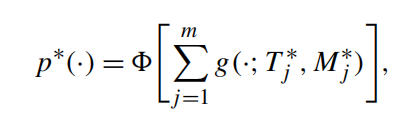 p*(·) = Φ[∑_{j=1}^{m} g(·; T_j^*, M_j^*)],